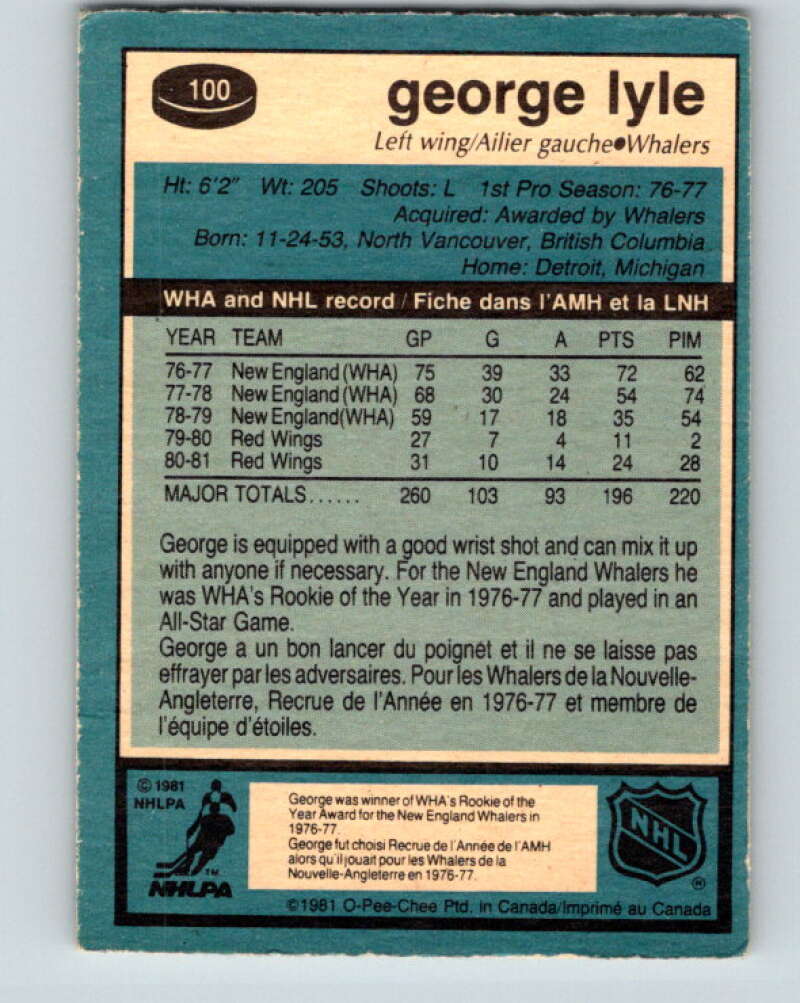 100
george lyle
Left wing/Ailier gauche●Whalers
Ht: 6'2" Wt: 205 Shoots: L 1st Pro Season: 76-77
Acquired: Awarded by Whalers
Born: 11-24-53, North Vancouver, British Columbia
Home: Detroit, Michigan
WHA and NHL record / Fiche dans l'AMH et la LNH
YEAR TEAM GP G A PTS PIM
76-77 New England (WHA) 75 39 33 72 62
77-78 New England (WHA) 68 30 24 54 74
78-79 New England(WHA) 59 17 18 35 54
79-80 Red Wings 27 7 4 11 2
80-81 Red Wings 31 10 14 24 28
MAJOR TOTALS...... 260 103 93 196 220
George is equipped with a good wrist shot and can mix it up
with anyone if necessary. For the New England Whalers he
was WHA's Rookie of the Year in 1976-77 and played in an
All-Star Game.
George a un bon lancer du poignet et il ne se laisse pas
effrayer par les adversaires. Pour les Whalers de la Nouvelle-
Angleterre, Recrue de l'Année en 1976-77 et membre de
l'équipe d'étoiles.
© 1981
NHLPA
TM
NHLPA
George was winner of WHA's Rookie of the
Year Award for the New England Whalers in
1976-77.
George fut choisi Recrue de l'Année de l'AMH
alors qu'il jouait pour les Whalers de la
Nouvelle-Angleterre en 1976-77.
NHL
®
©1981 O-Pee-Chee Ptd. in Canada/Imprimé au Canada